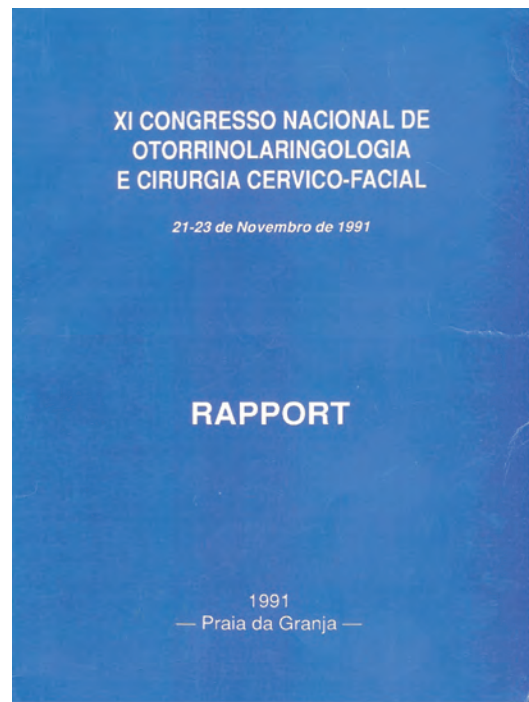 XI CONGRESSO NACIONAL DE
OTORRINOLARINGOLOGIA
E CIRURGIA CERVICO-FACIAL
21-23 de Novembro de 1991
RAPPORT
1991
— Praia da Granja —